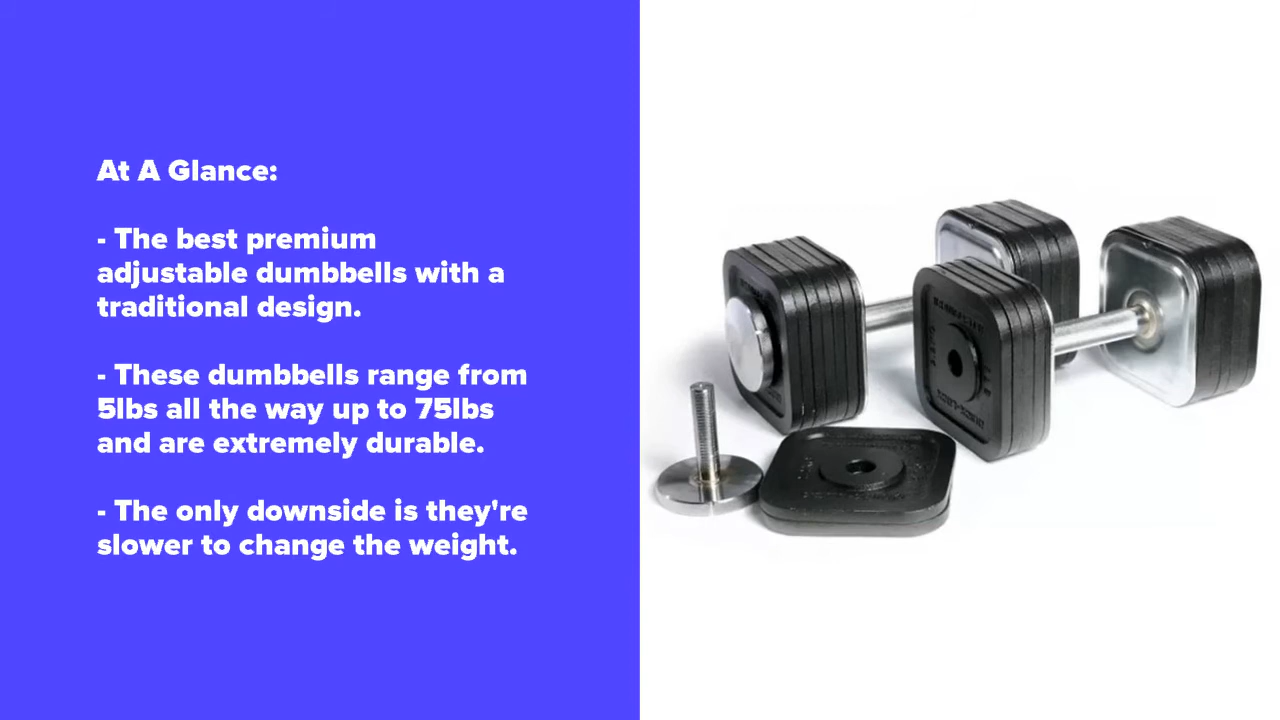 At A Glance:
- The best premium
adjustable dumbbells with a
traditional design.
- These dumbbells range from
5lbs all the way up to 75lbs
and are extremely durable.
- The only downside is they're
slower to change the weight.